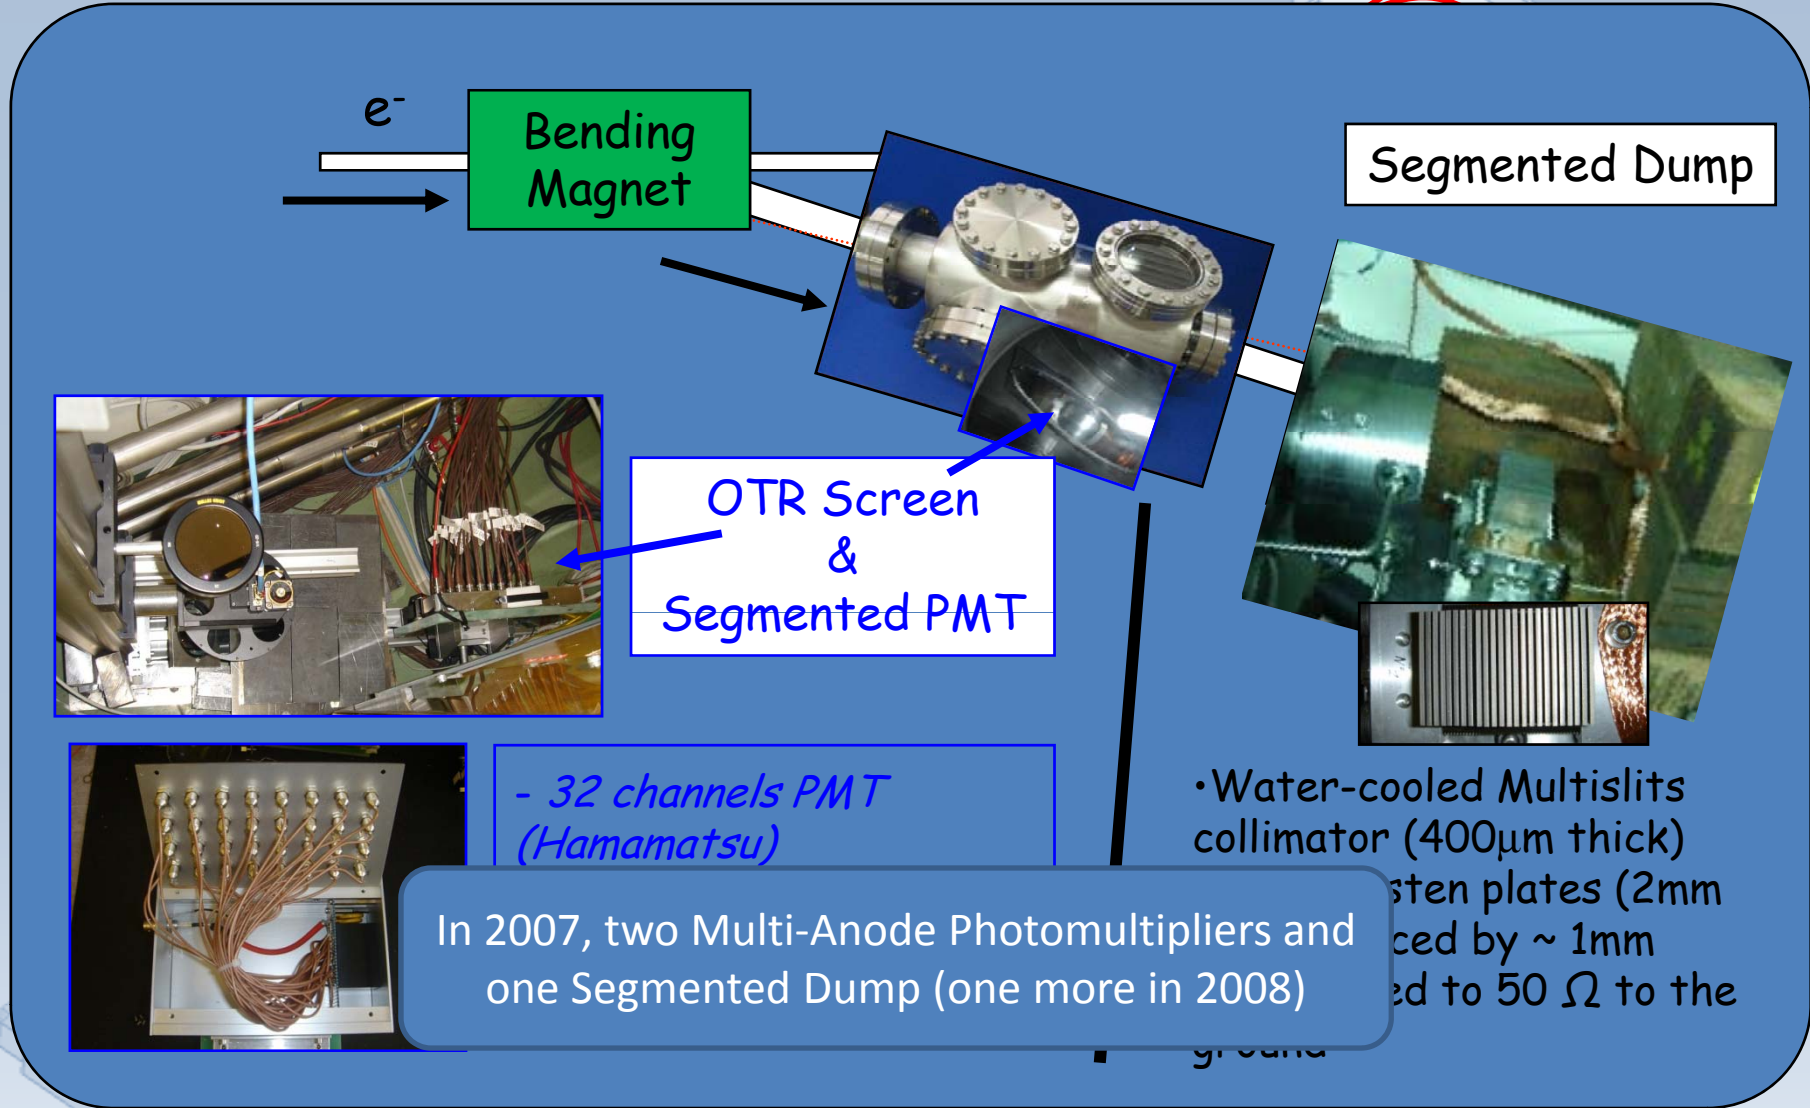 e-
Bending
Magnet
Segmented Dump
OTR Screen
&
Segmented PMT
- 32 channels PMT
(Hamamatsu)
•Water-cooled Multislits
collimator (400μm thick)
sten plates (2mm
ced by ~ 1mm
ed to 50 Ω to the
ground
In 2007, two Multi-Anode Photomultipliers and
one Segmented Dump (one more in 2008)